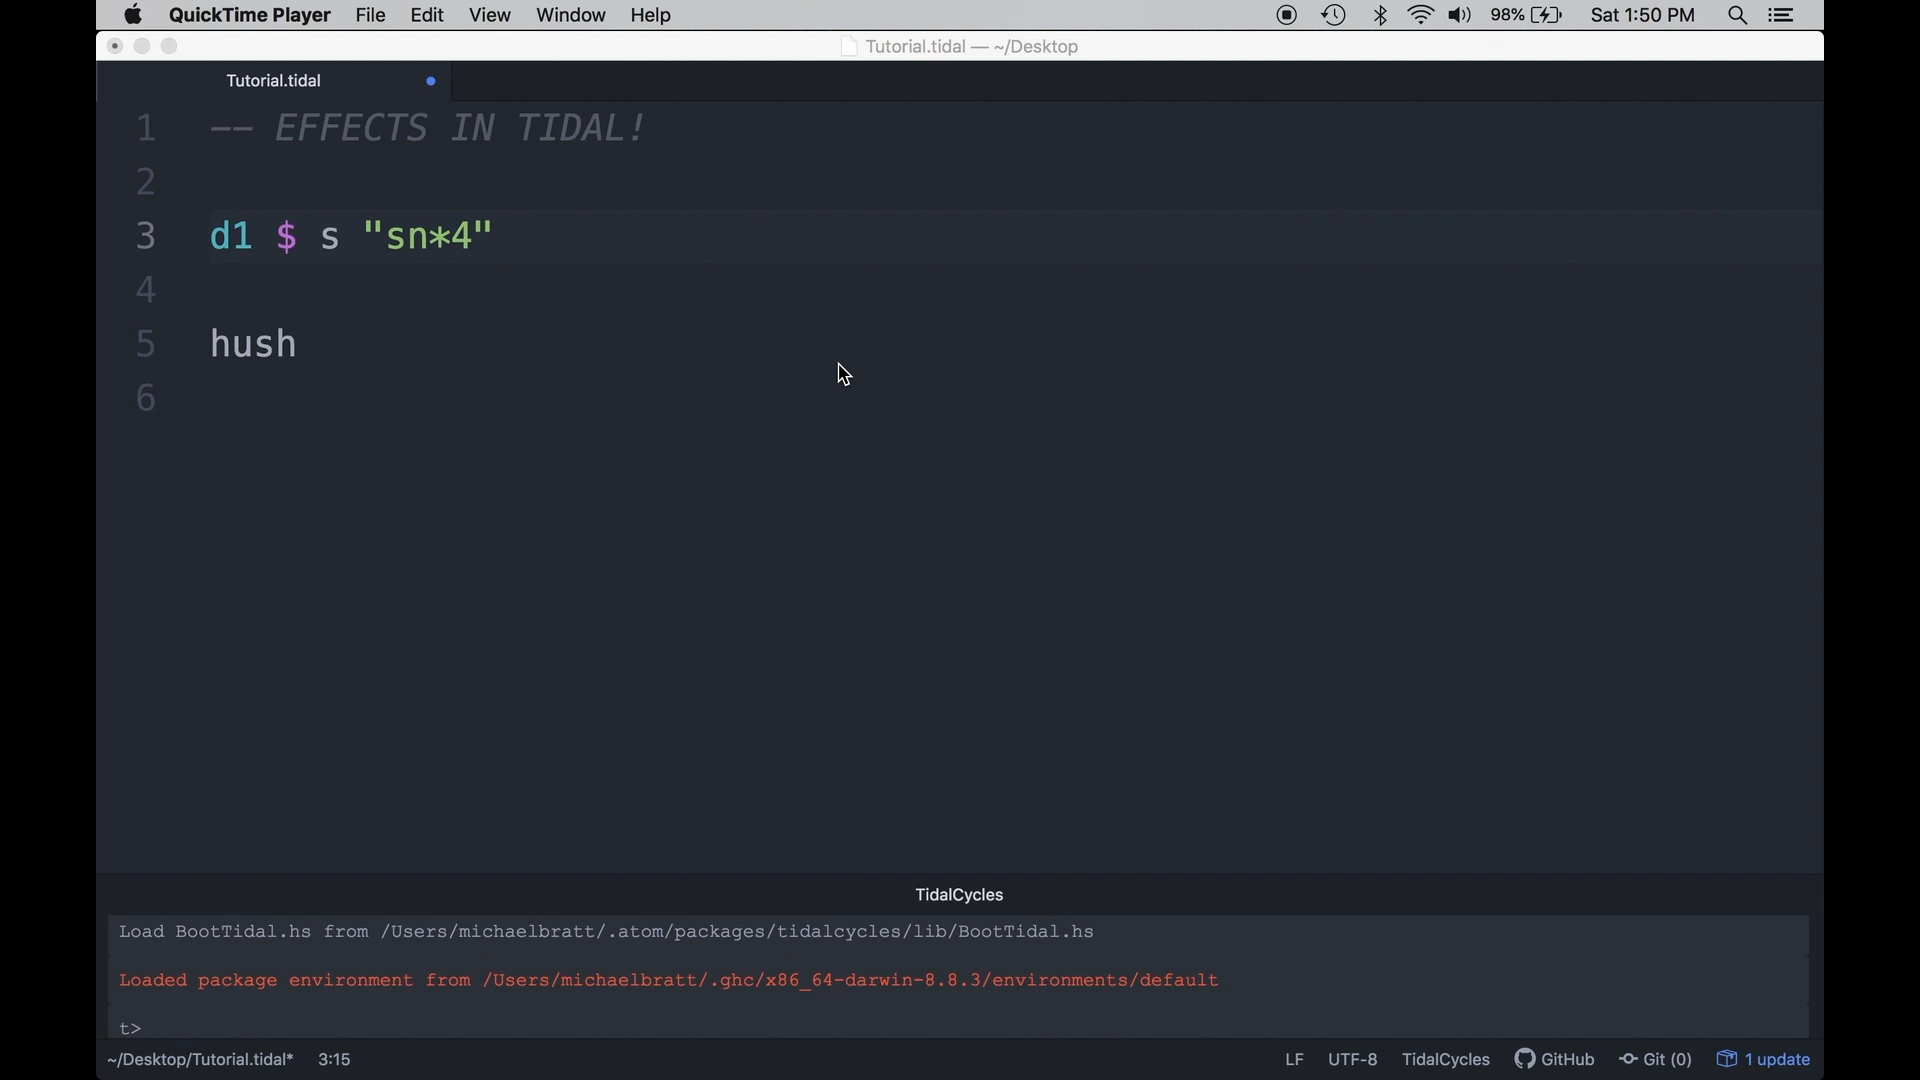 QuickTime Player File Edit View Window Help 98% Sat 1:50 PM
Tutorial.tidal — ~/Desktop
Tutorial.tidal
1 -- EFFECTS IN TIDAL!
2
3 d1 $ s "sn*4"
4
5 hush
6
TidalCycles
Load BootTidal.hs from /Users/michaelbratt/.atom/packages/tidalcycles/lib/BootTidal.hs
Loaded package environment from /Users/michaelbratt/.ghc/x86_64-darwin-8.8.3/environments/default
t>
~/Desktop/Tutorial.tidal* 3:15 LF UTF-8 TidalCycles GitHub Git (0) 1 update